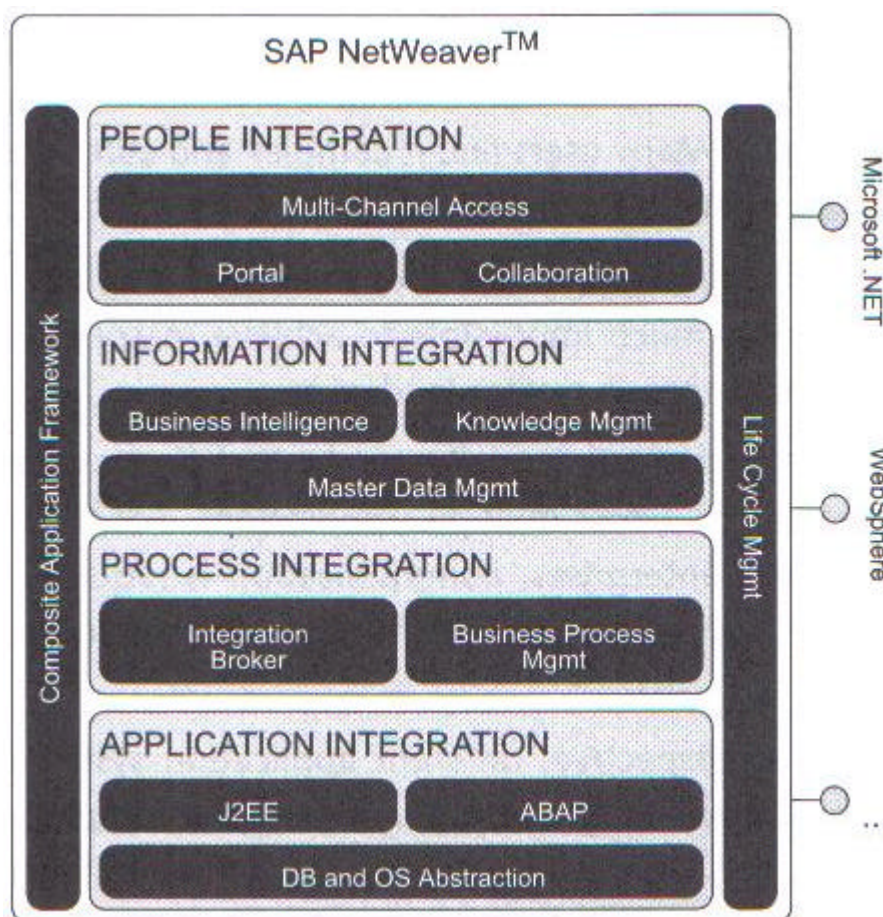 SAP NetWeaver™
Composite Application Framework
PEOPLE INTEGRATION
Multi-Channel Access
Portal
Collaboration
INFORMATION INTEGRATION
Business Intelligence
Knowledge Mgmt
Master Data Mgmt
PROCESS INTEGRATION
Integration
Broker
Business Process
Mgmt
APPLICATION INTEGRATION
J2EE
ABAP
DB and OS Abstraction
Life Cycle Mgmt
Microsoft .NET
WebSphere
: